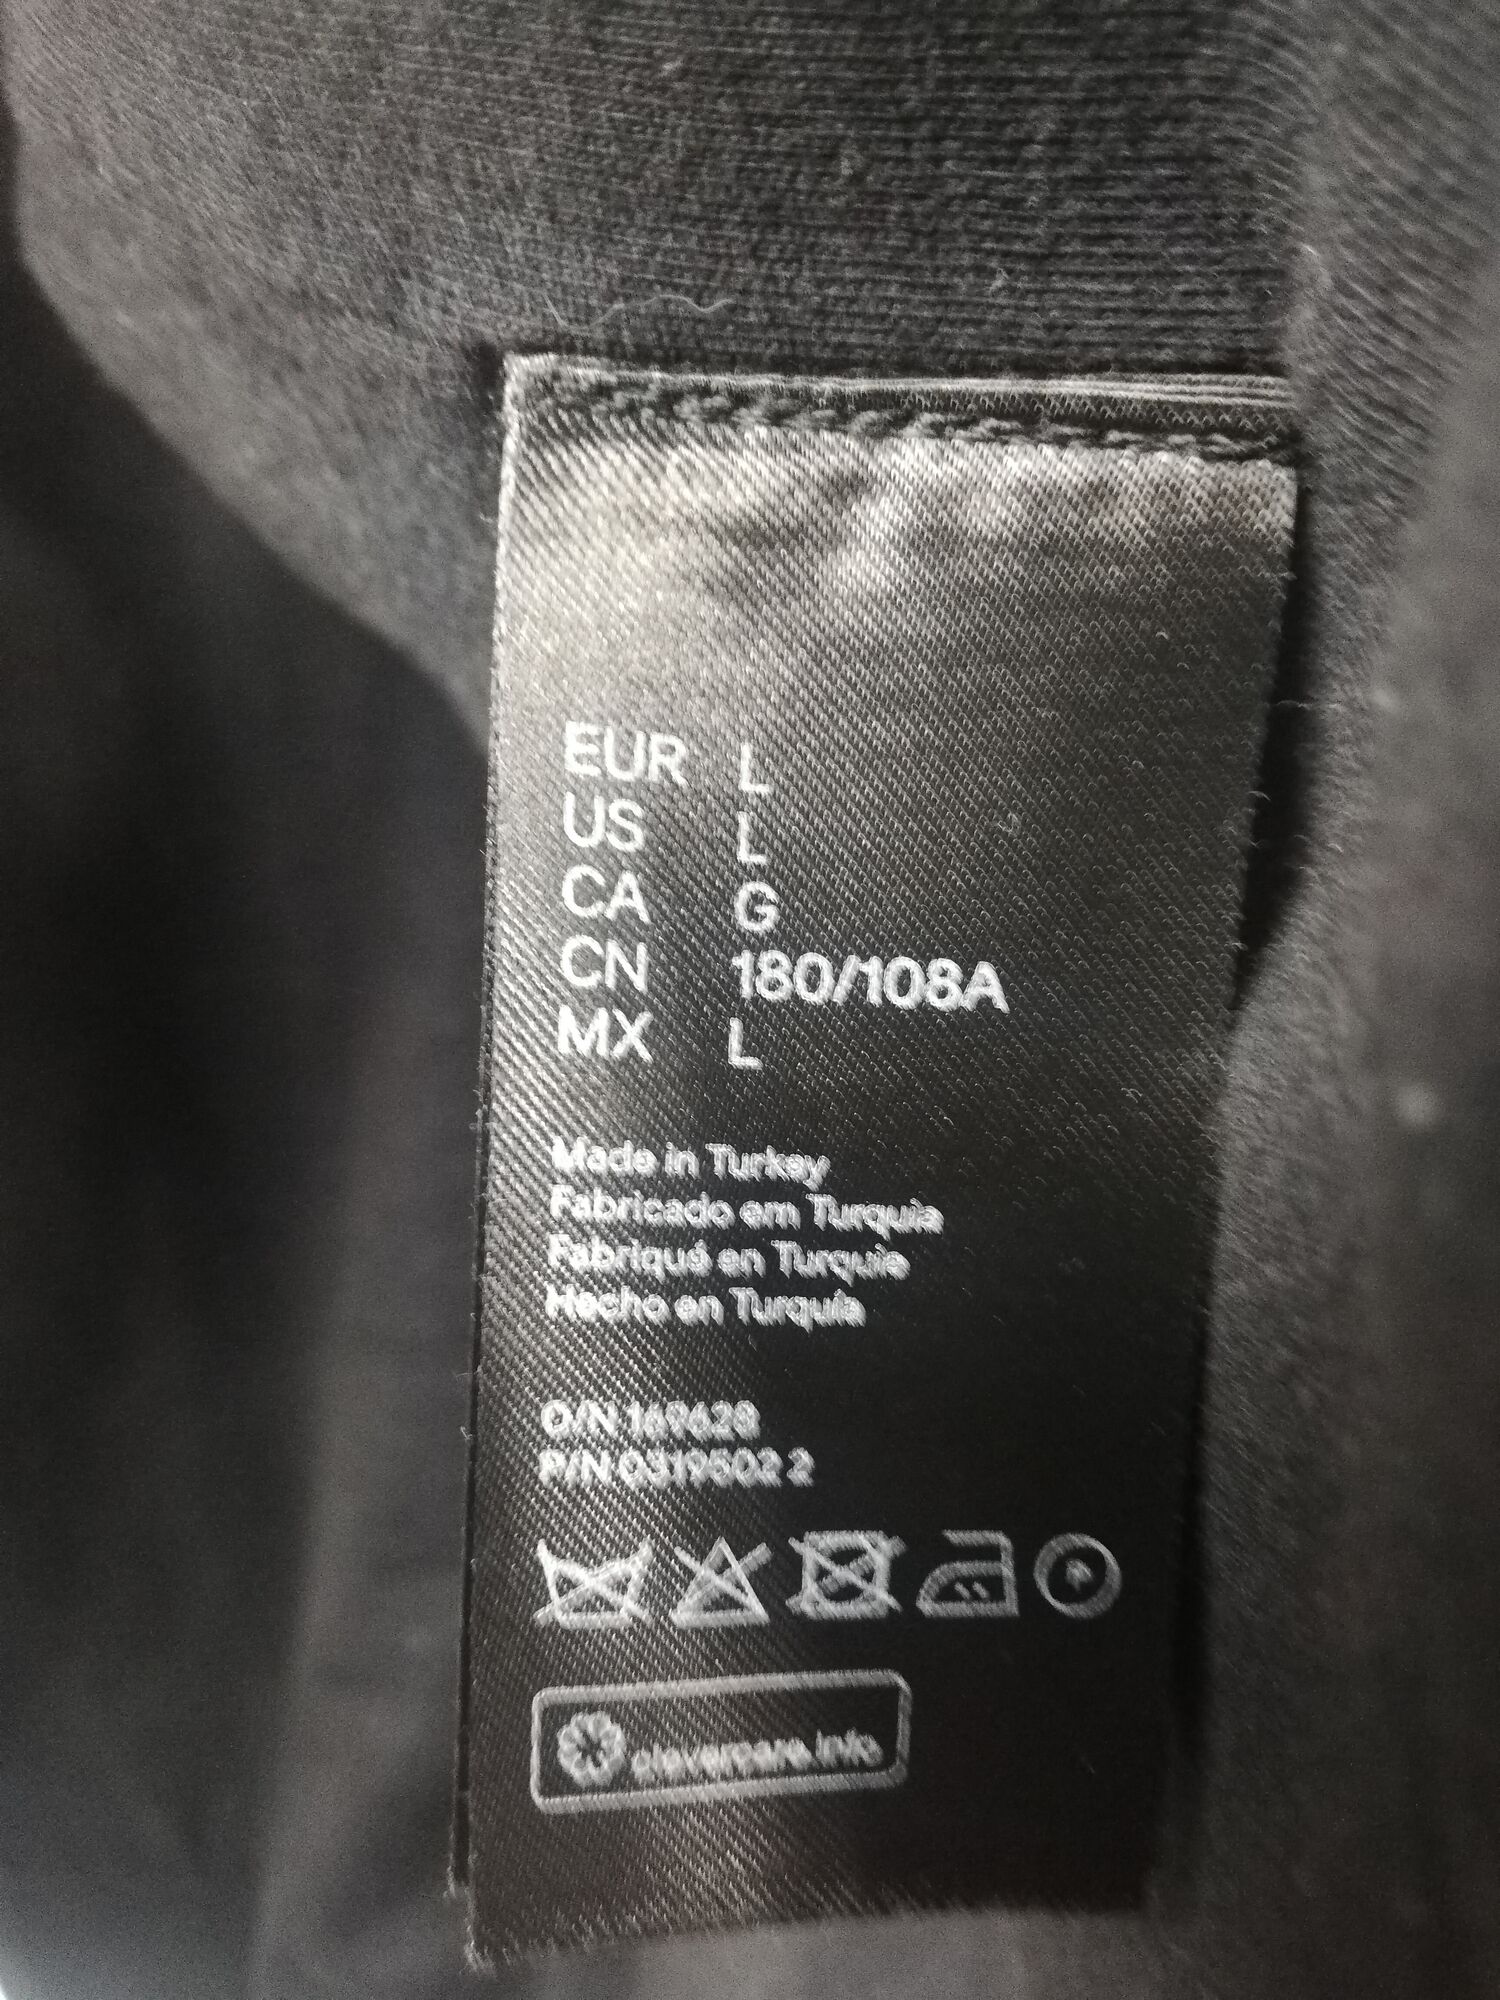 EUR L
US L
CA G
CN 180/108A
MX L
Made in Turkey
Fabricado em Turquia
Fabriqué en Turquie
Hecho en Turquía
O/N 169628
P/N 0319502 2
P
clevercare.info